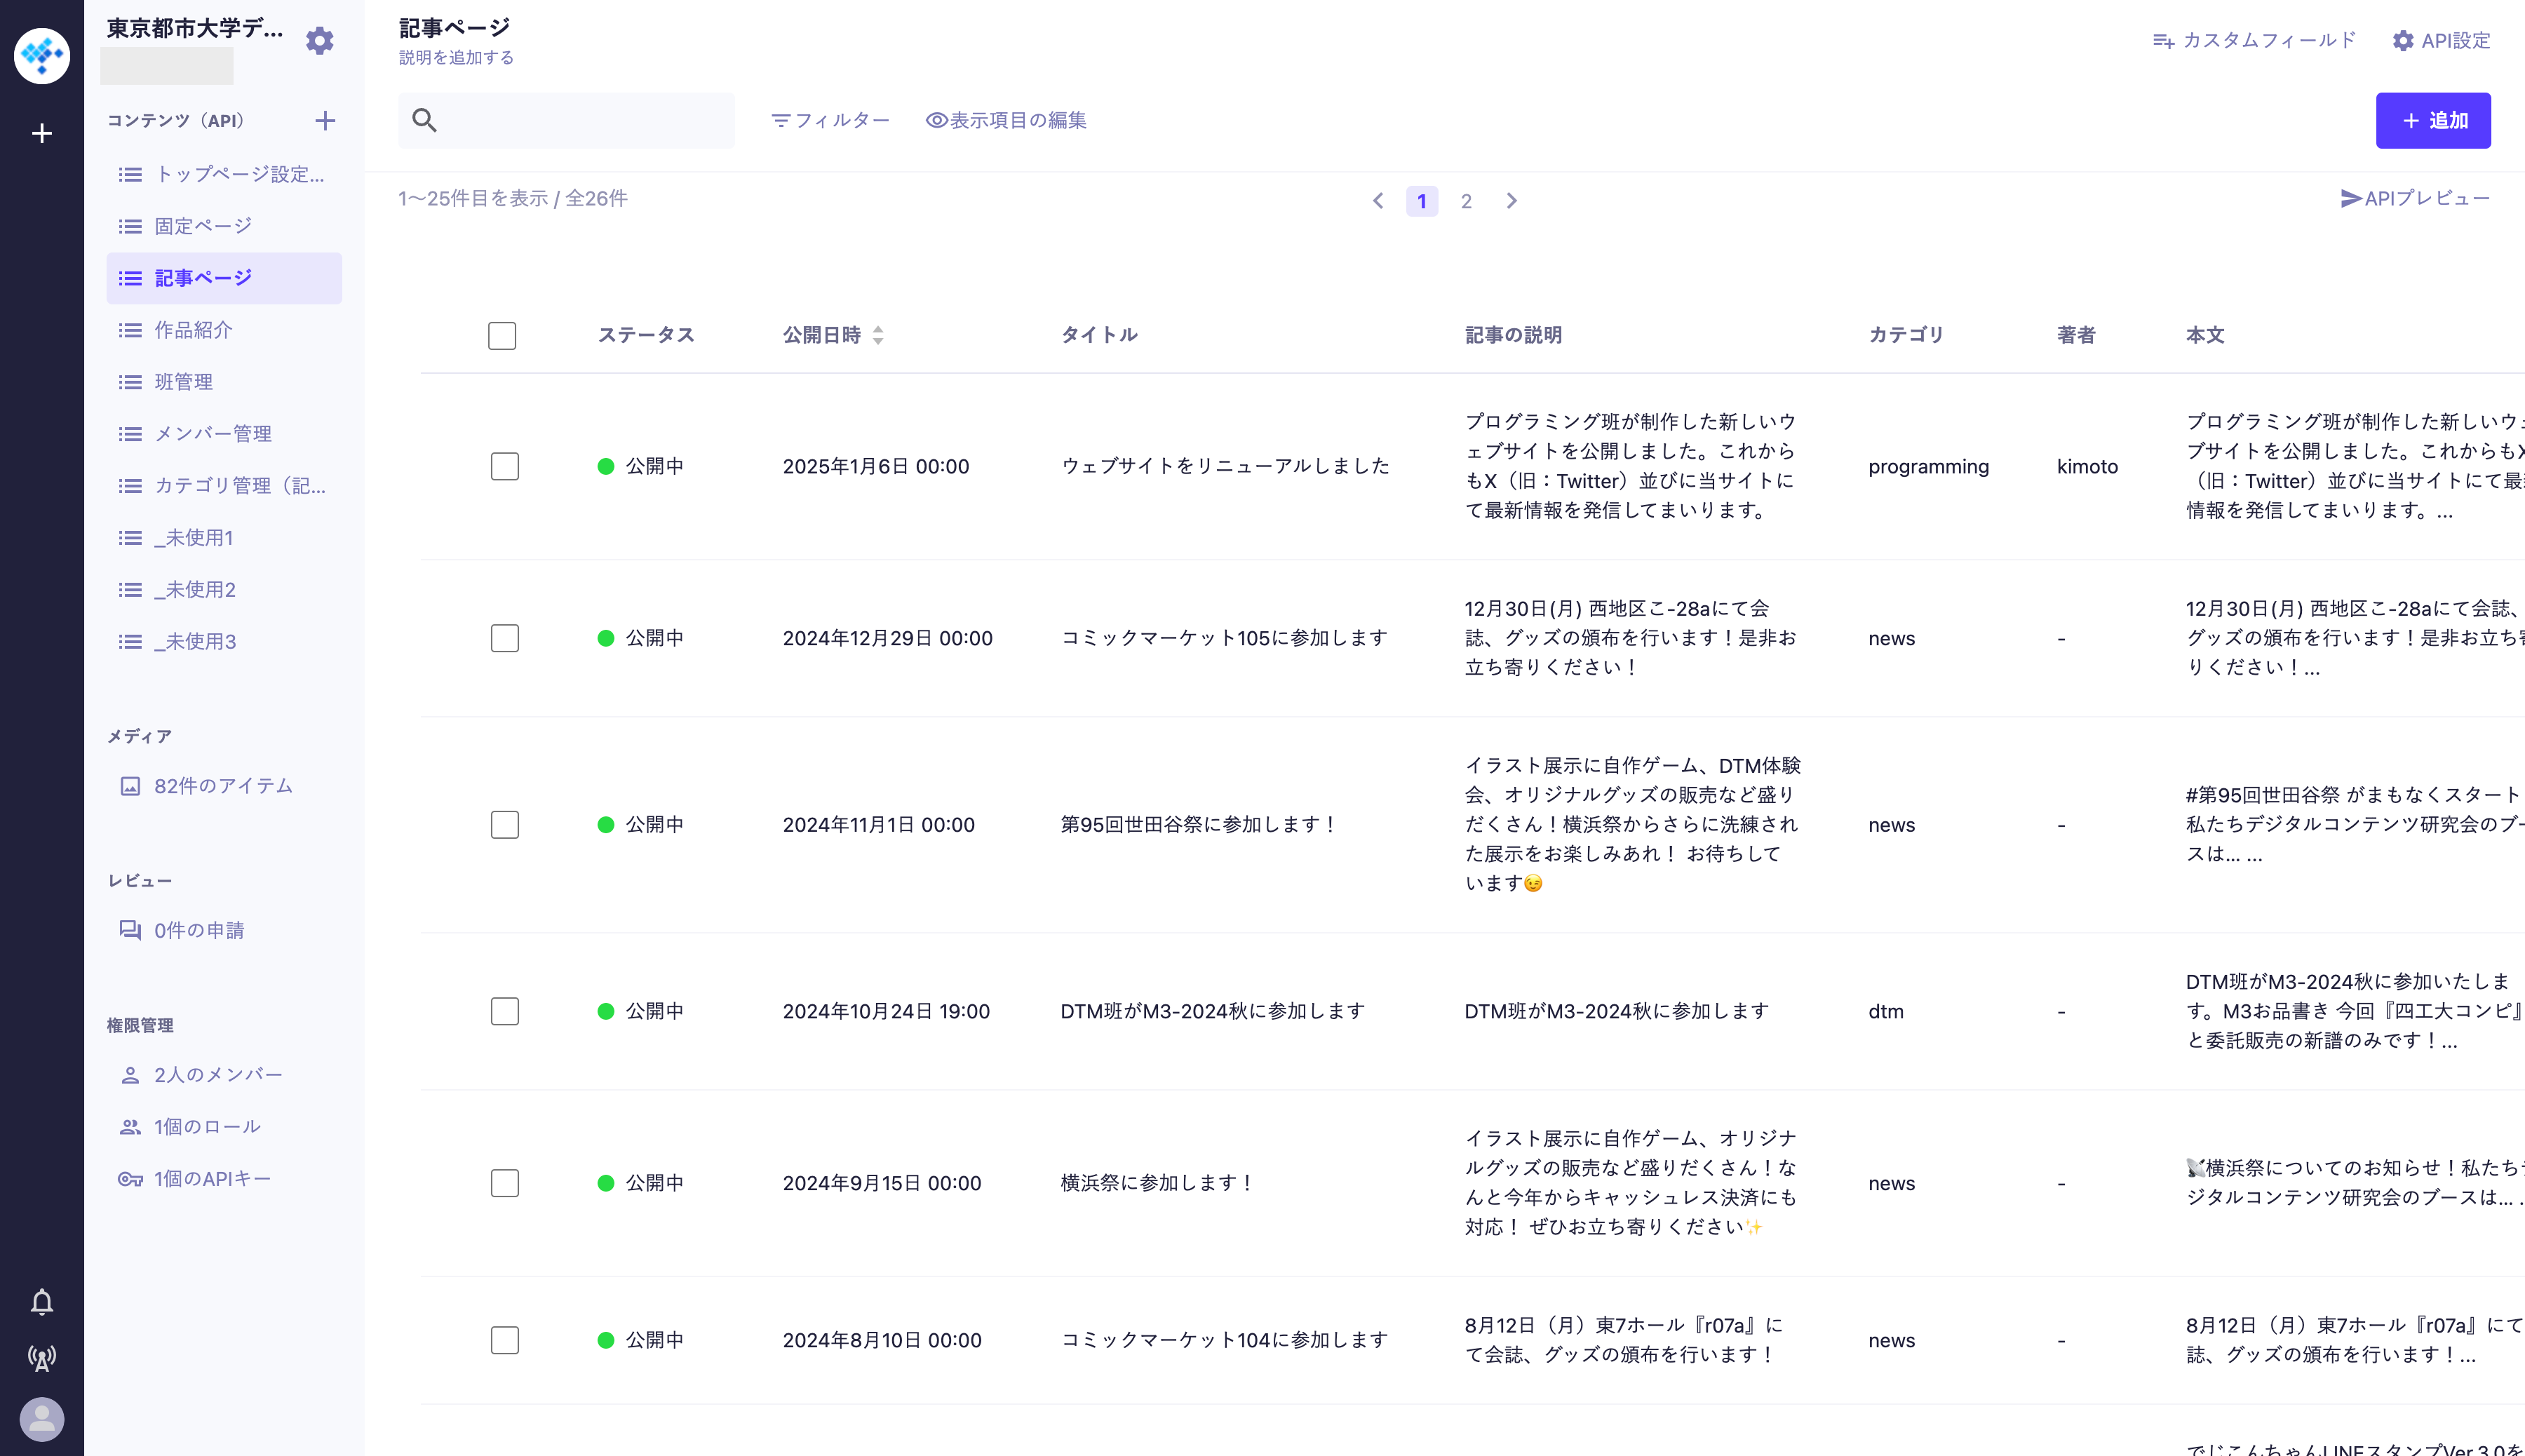 東京都市大学デ...
記事ページ
説明を追加する
カスタムフィールド
API設定
コンテンツ（API）
フィルター
表示項目の編集
追加
トップページ設定...
固定ページ
記事ページ
作品紹介
班管理
メンバー管理
カテゴリ管理（記...
_未使用1
_未使用2
_未使用3
メディア
82件のアイテム
レビュー
0件の申請
権限管理
2人のメンバー
1個のロール
1個のAPIキー
1〜25件目を表示 / 全26件
1
2
APIプレビュー
ステータス
公開日時
タイトル
記事の説明
カテゴリ
著者
本文
公開中
2025年1月6日 00:00
ウェブサイトをリニューアルしました
プログラミング班が制作した新しいウ
ェブサイトを公開しました。これから
もX（旧：Twitter）並びに当サイトに
て最新情報を発信してまいります。
programming
kimoto
プログラミング班が制作した新しいウェ
ブサイトを公開しました。これからもX
（旧：Twitter）並びに当サイトにて最新
情報を発信してまいります。...
公開中
2024年12月29日 00:00
コミックマーケット105に参加します
12月30日(月) 西地区こ-28aにて会
誌、グッズの頒布を行います！是非お
立ち寄りください！
news
-
12月30日(月) 西地区こ-28aにて会誌、
グッズの頒布を行います！是非お立ち寄
りください！...
公開中
2024年11月1日 00:00
第95回世田谷祭に参加します！
イラスト展示に自作ゲーム、DTM体験
会、オリジナルグッズの販売など盛り
だくさん！横浜祭からさらに洗練され
た展示をお楽しみあれ！ お待ちして
います😉
news
-
#第95回世田谷祭 がまもなくスタート
私たちデジタルコンテンツ研究会のブー
スは... ...
公開中
2024年10月24日 19:00
DTM班がM3-2024秋に参加します
DTM班がM3-2024秋に参加します
dtm
-
DTM班がM3-2024秋に参加いたしま
す。M3お品書き 今回『四工大コンピ』
と委託販売の新譜のみです！...
公開中
2024年9月15日 00:00
横浜祭に参加します！
イラスト展示に自作ゲーム、オリジナ
ルグッズの販売など盛りだくさん！な
んと今年からキャッシュレス決済にも
対応！ ぜひお立ち寄りください✨
news
-
📡横浜祭についてのお知らせ！私たちデ
ジタルコンテンツ研究会のブースは... .
公開中
2024年8月10日 00:00
コミックマーケット104に参加します
8月12日（月）東7ホール『r07a』に
て会誌、グッズの頒布を行います！
news
-
8月12日（月）東7ホール『r07a』にて
誌、グッズの頒布を行います！...
でじこんちゃんLINEスタンプVer.3.0を